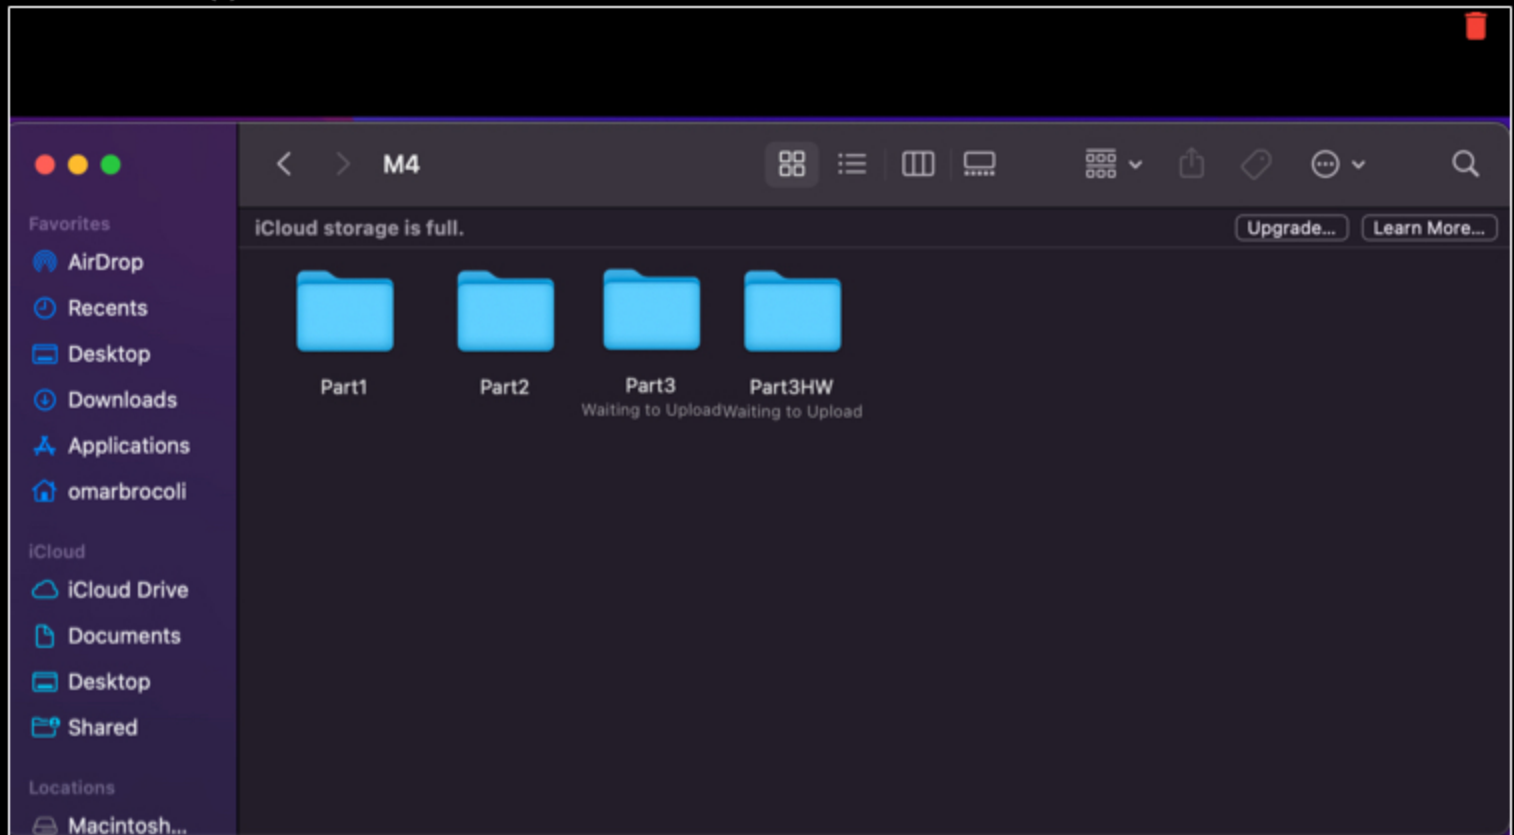 M4
Favorites
AirDrop
Recents
Desktop
Downloads
Applications
omarbrocoli
iCloud
iCloud Drive
Documents
Desktop
Shared
Locations
Macintosh...
iCloud storage is full.
Upgrade...
Learn More...
Part1
Part2
Part3
Waiting to Upload
Part3HW
Waiting to Upload